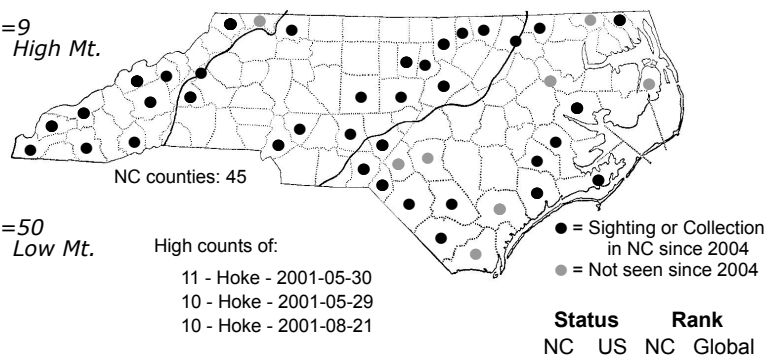 =9
High Mt.
NC counties: 45
=50
Low Mt.
High counts of:
11 - Hoke - 2001-05-30
10 - Hoke - 2001-05-29
10 - Hoke - 2001-08-21
● = Sighting or Collection
in NC since 2004
● = Not seen since 2004
Status Rank
NC US NC Global